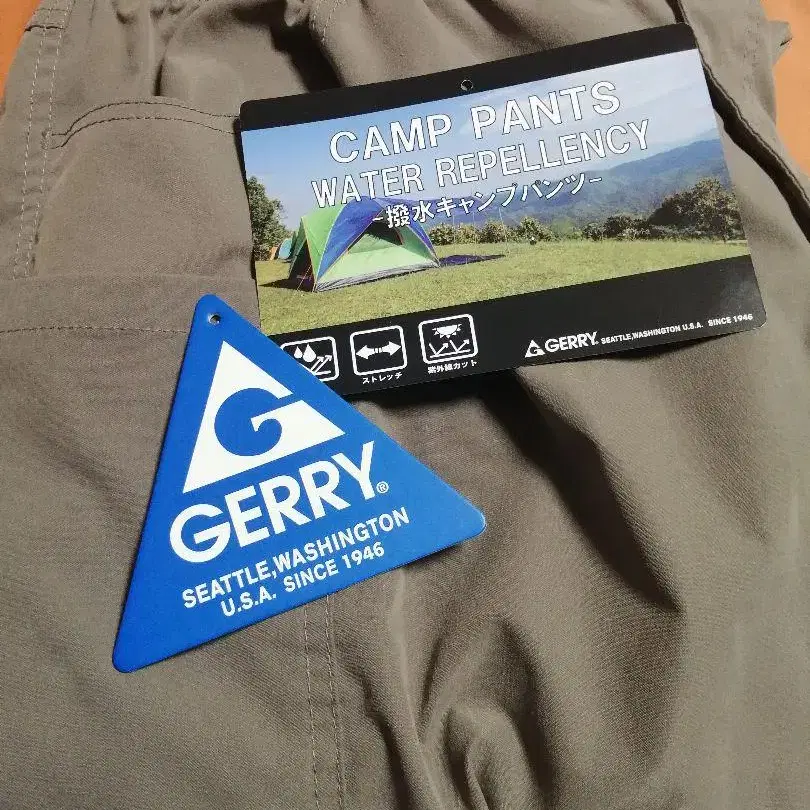 CAMP PANTS
WATER REPELLENCY
-撥水キャンプパンツ-
ストレッチ
紫外線カット
GERRY. SEATTLE,WASHINGTON U.S.A. SINCE 1946
G
GERRY®
SEATTLE,WASHINGTON
U.S.A. SINCE 1946